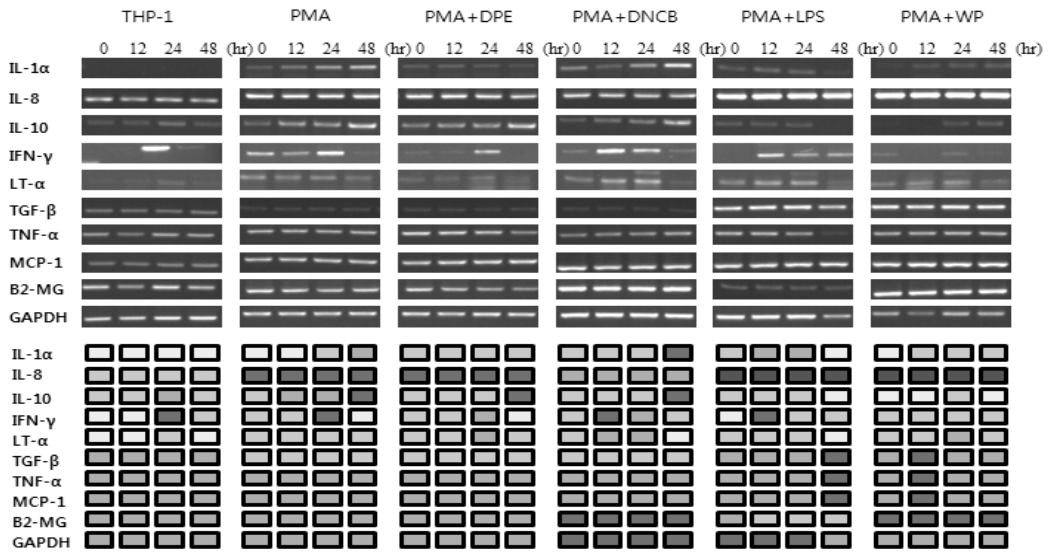 THP-1 PMA PMA+DPE PMA+DNCB PMA+LPS PMA+WP
0 12 24 48 (hr) 0 12 24 48 (hr) 0 12 24 48 (hr) 0 12 24 48 (hr) 0 12 24 48 (hr) 0 12 24 48 (hr)
IL-1α
IL-8
IL-10
IFN-γ
LT-α
TGF-β
TNF-α
MCP-1
B2-MG
GAPDH
IL-1α
IL-8
IL-10
IFN-γ
LT-α
TGF-β
TNF-α
MCP-1
B2-MG
GAPDH